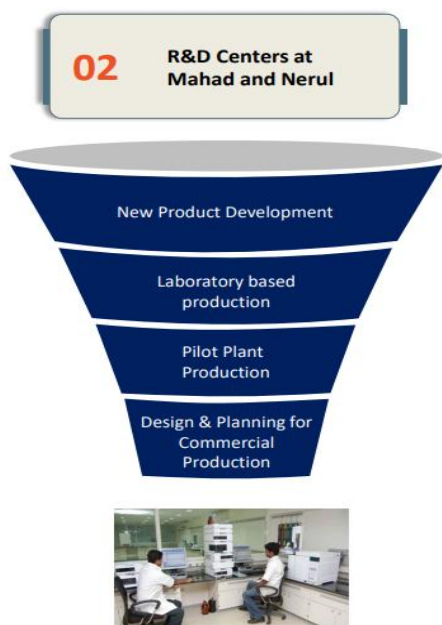 02
R&D Centers at
Mahad and Nerul
New Product Development
Laboratory based
production
Pilot Plant
Production
Design & Planning for
Commercial
Production